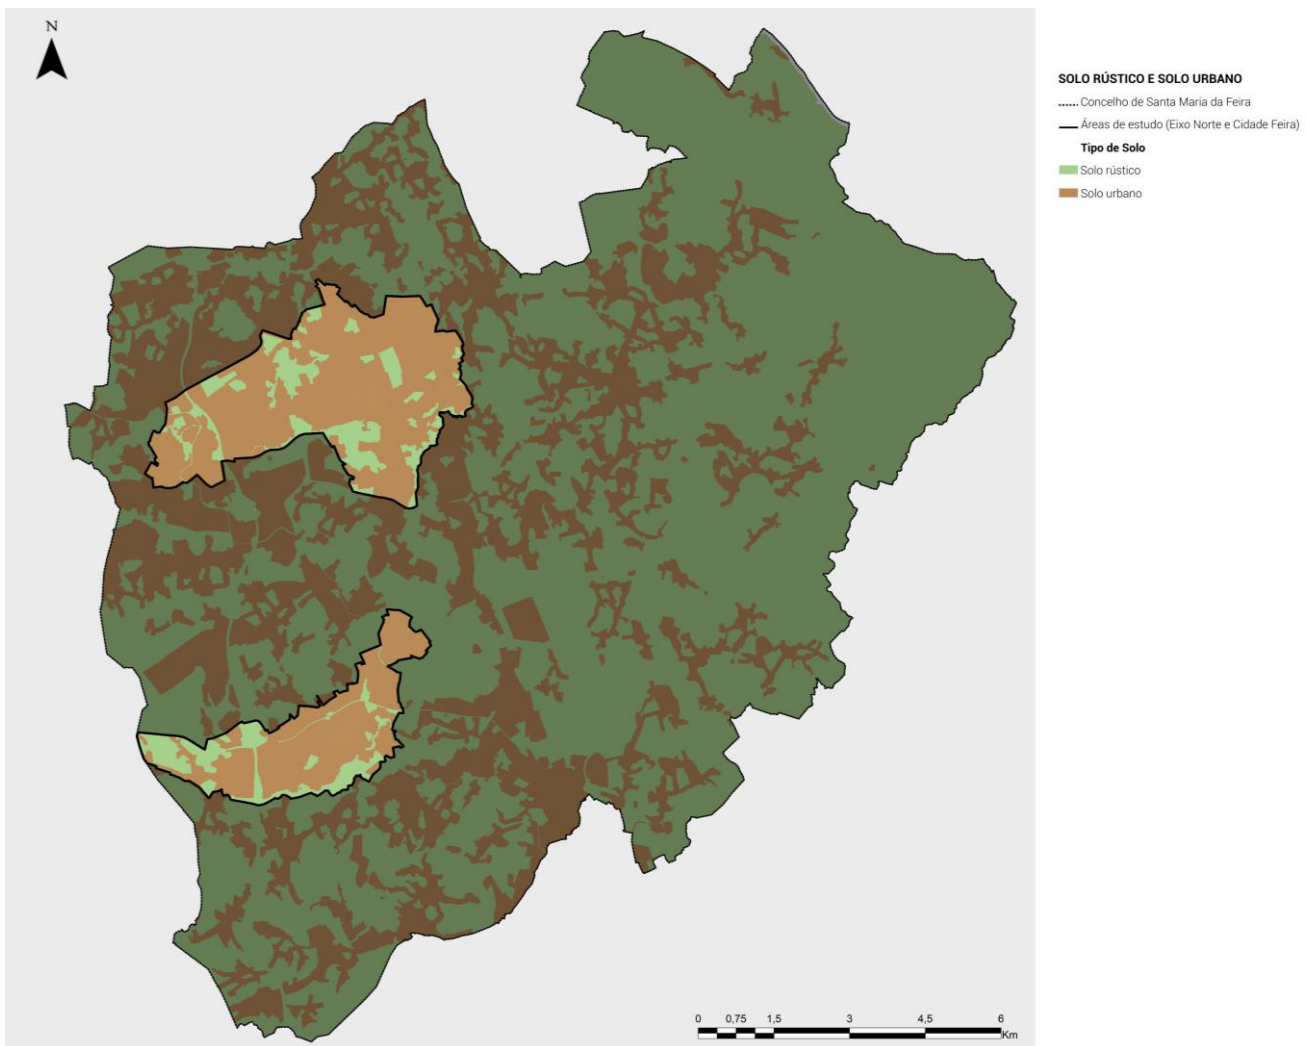 N
SOLO RÚSTICO E SOLO URBANO
Concelho de Santa Maria da Feira
Áreas de estudo (Eixo Norte e Cidade Feira)
Tipo de Solo
Solo rústico
Solo urbano
0 0,75 1,5 3 4,5 6
Km